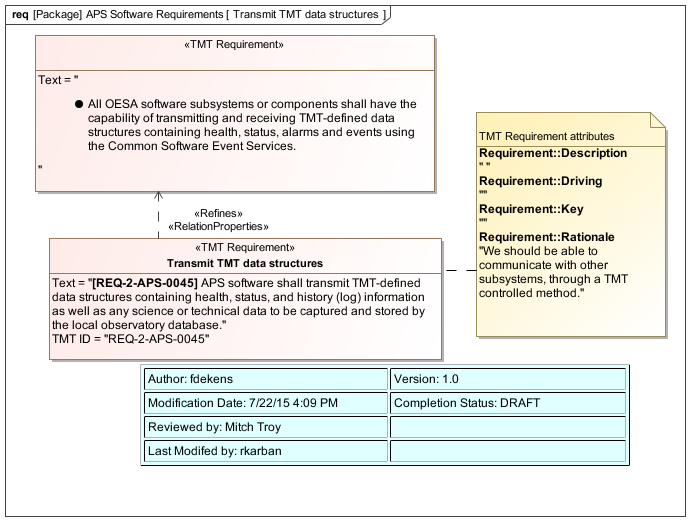 req [Package] APS Software Requirements [ Transmit TMT data structures ]
«TMT Requirement»
Text = "
● All OESA software subsystems or components shall have the
capability of transmitting and receiving TMT-defined data
structures containing health, status, alarms and events using
the Common Software Event Services.
"
«Refines»
«RelationProperties»
«TMT Requirement»
Transmit TMT data structures
Text = "[REQ-2-APS-0045] APS software shall transmit TMT-defined
data structures containing health, status, and history (log) information
as well as any science or technical data to be captured and stored by
the local observatory database."
TMT ID = "REQ-2-APS-0045"
TMT Requirement attributes
Requirement::Description
" "
Requirement::Driving
""
Requirement::Key
""
Requirement::Rationale
"We should be able to
communicate with other
subsystems, through a TMT
controlled method."
Author: fdekens
Version: 1.0
Modification Date: 7/22/15 4:09 PM
Completion Status: DRAFT
Reviewed by: Mitch Troy
Last Modifed by: rkarban